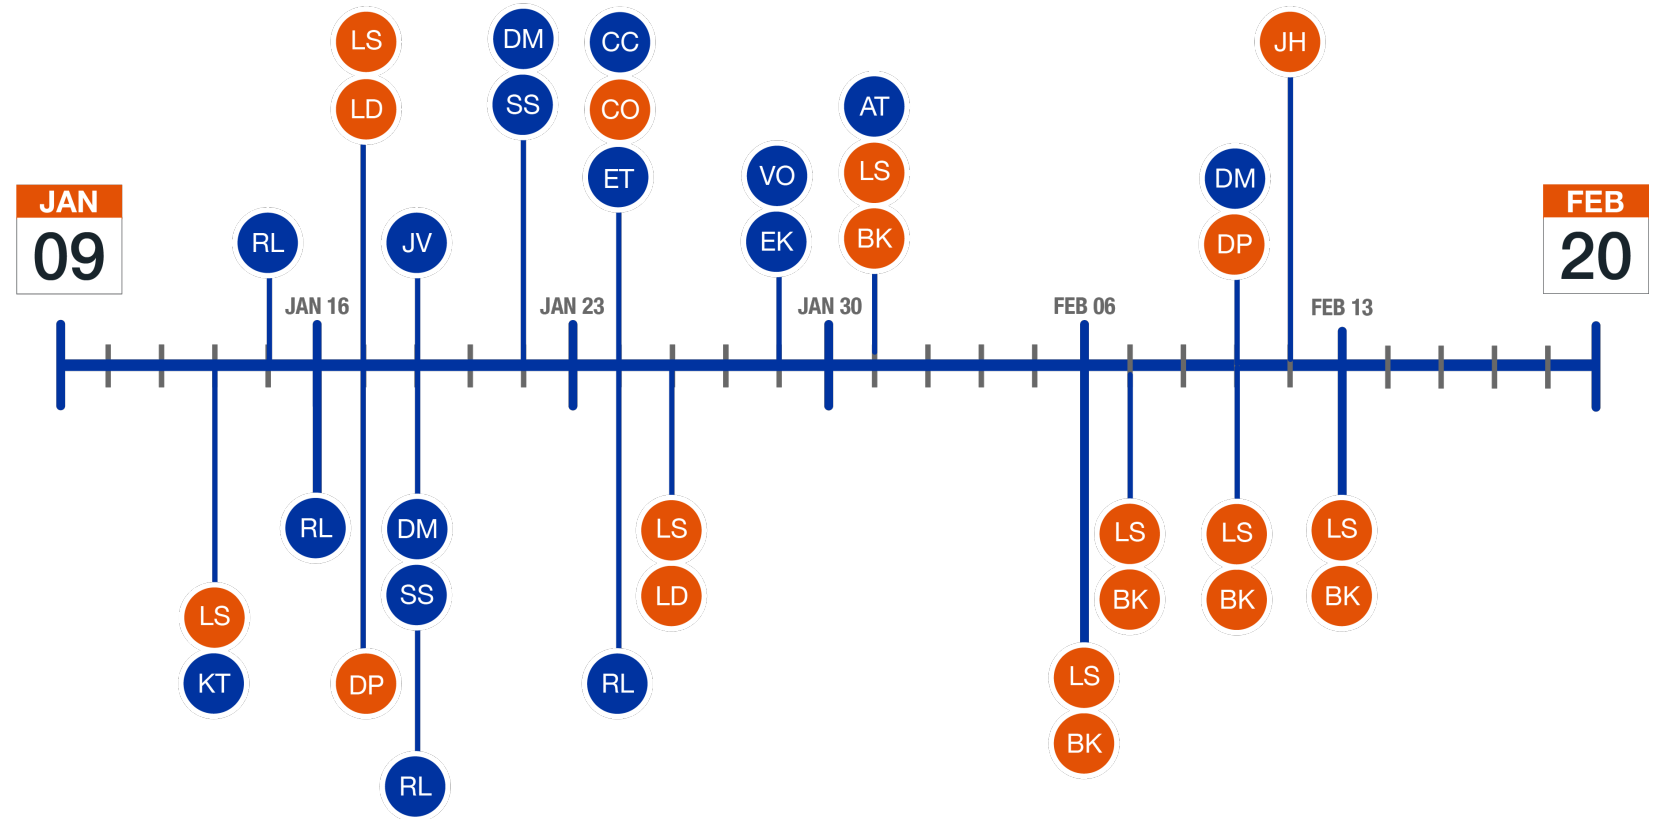 JAN
09
RL
LS
LD
JV
DM
SS
CC
CO
ET
VO
EK
AT
LS
BK
DM
DP
JH
FEB
20
JAN 16
JAN 23
JAN 30
FEB 06
FEB 13
LS
KT
RL
DP
DM
SS
RL
RL
LS
LD
LS
BK
LS
BK
LS
BK
LS
BK